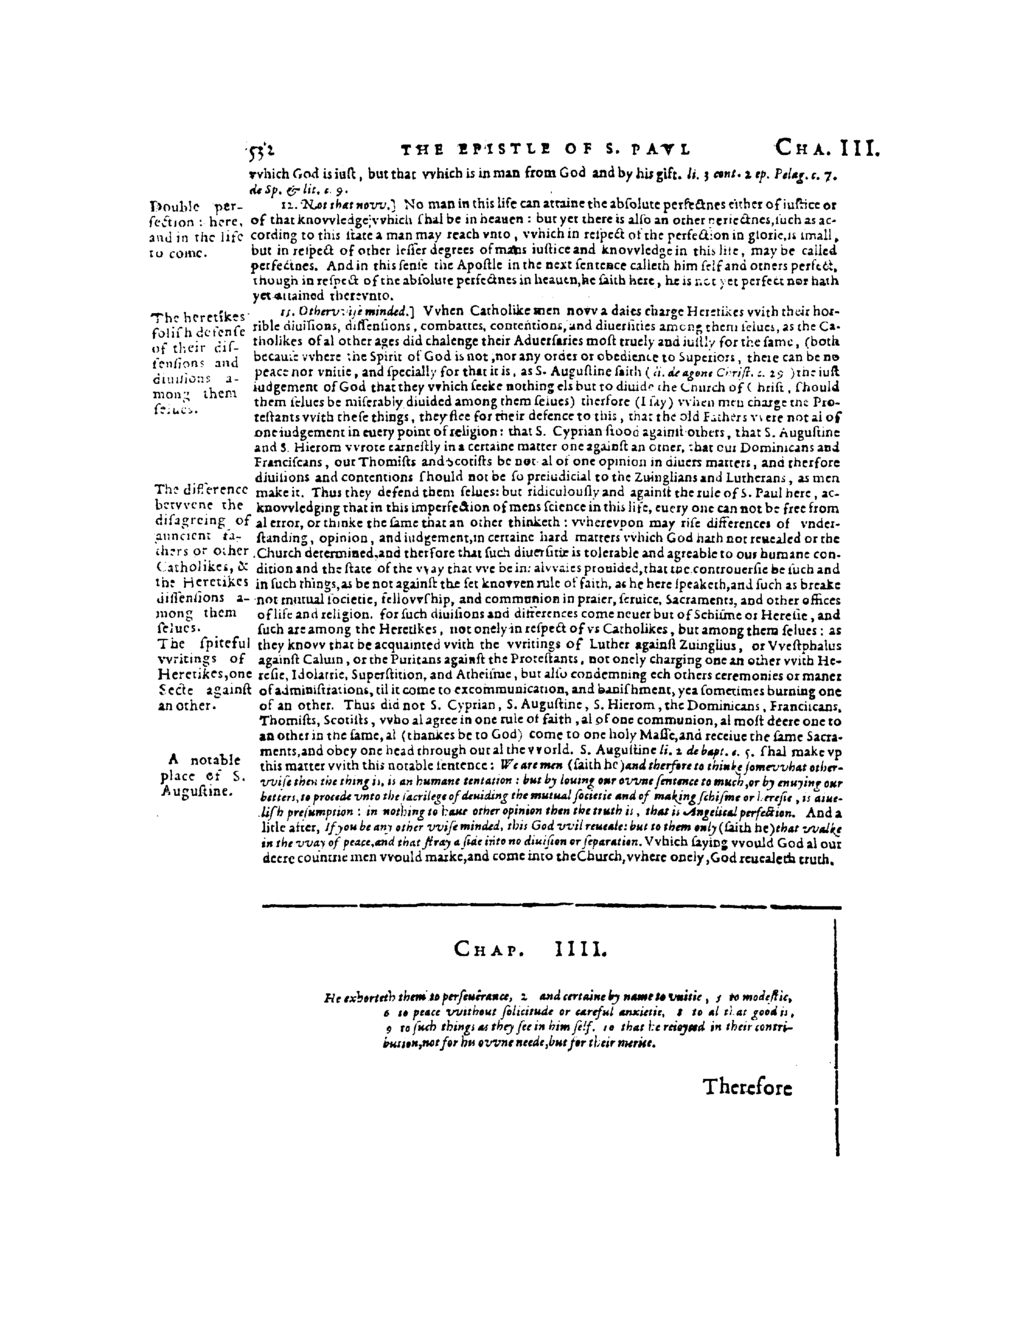 532 THE EPISTLE OF S. PAVL CHA. III.
vvhich God is iuſt, but that vvhich is in man from God and by his gift. li. 3 cont. 2 ep. Pelag. c. 7.
de Sp. & lit. c. 9.
Double per-
fection : here,
and in the life
to come.
12. Not that novv.] No man in this life can attaine the abſolute perfectnes either of iuſtice or
of that knovvledge, vvhich ſhal be in heauen : but yet there is alſo an other perfectnes, ſuch as ac-
cording to this ſtate a man may reach vnto, vvhich in reſpect of the perfection in glorie, is ſmall,
but in reſpect of other leſſer degrees of mans iuſtice and knovvledge in this life, may be called
perfectnes. And in this ſenſe the Apoſtle in the next ſentence calleth him ſelf and others perfect,
though in reſpect of the abſolute perfectnes in heauen, he ſaith here, he is not yet perfect nor hath
yet attained therevnto.
The heretikes
foliſh defenſe
of their diſ-
ſenſions and
diuiſions a-
mong them
ſelues.
15. Othervviſe minded.] Vvhen Catholike men novv a daies charge Heretikes vvith their hor-
rible diuiſions, diſſenſions, combattes, contentions, and diuerſities among them ſelues, as the Ca-
tholikes of al other ages did chalenge their Aduerſaries moſt truely and iuſtly for the ſame, (both
becauſe vvhere the Spirit of God is not, nor any order or obedience to Superiors, there can be no
peace nor vnitie, and ſpecially for that it is, as S. Auguſtine ſaith (li. de agone Chriſt. c. 29) the iuſt
iudgement of God that they vvhich ſeeke nothing els but to diuide the Church of Chriſt, ſhould
them ſelues be miſerably diuided among them ſelues) therfore (I ſay) vvhen men charge the Pro-
teſtants vvith theſe things, they flee for their defence to this, that the old Fathers vvere not al of
one iudgement in euery point of religion : that S. Cyprian ſtood againſt others, that S. Auguſtine
and S. Hierom vvrote earneſtly in a certaine matter one againſt an other, that our Dominicans and
Franciſcans, our Thomiſts and Scotiſts be not al of one opinion in diuers matters, and therfore
diuiſions and contentions ſhould not be ſo preiudicial to the Zuinglians and Lutherans, as men
The difference
betvvene the
diſagreing of
auncient fa-
thers or other
Catholikes, &
the Heretikes
diſſenſions a-
mong them
ſelues.
make it. Thus they defend them ſelues: but ridiculouſly and againſt the rule of S. Paul here, ac-
knovvledging that in this imperfection of mens ſcience in this life, euery one can not be free from
al error, or thinke the ſame that an other thinketh : vvherevpon may riſe differences of vnder-
ſtanding, opinion, and iudgement, in certaine hard matters vvhich God hath not reuealed or the
Church determined, and therfore that ſuch diuerſitie is tolerable and agreable to our humane con-
dition and the ſtate of the vvay that vve be in: alvvaies prouided, that the controuerſie be ſuch and
in ſuch things, as be not againſt the ſet knovven rule of faith, as he here ſpeaketh, and ſuch as breake
not mutual ſocietie, fellovvſhip, and communion in praier, ſeruice, Sacraments, and other offices
of life and religion. for ſuch diuiſions and differences come neuer but of Schiſme or Hereſie, and
ſuch are among the Heretikes, not onely in reſpect of vs Catholikes, but among them ſelues : as
The ſpiteful
vvritings of
Heretikes, one
Secte againſt
an other.
they knovv that be acquainted vvith the vvritings of Luther againſt Zuinglius, or Vveſtphalus
againſt Caluin, or the Puritans againſt the Proteſtants, not onely charging one an other vvith He-
reſie, Idolatrie, Superſtition, and Atheiſme, but alſo condemning ech others ceremonies or maner
of adminiſtrations, til it come to excommunication, and baniſhment, yea ſometimes burning one
of an other. Thus did not S. Cyprian, S. Auguſtine, S. Hierom, the Dominicans, Franciſcans,
Thomiſts, Scotiſts, vvho al agree in one rule of faith, al of one communion, al moſt deere one to
an other in the ſame, al (thankes be to God) come to one holy Maſſe, and receiue the ſame Sacra-
ments, and obey one head through out al the vvorld. S. Auguſtine li. 2 de bapt. c. 5. ſhal make vp
A notable
place of S.
Auguſtine.
this matter vvith this notable ſentence : We are men (ſaith he) and therfore to thinke ſomevvhat other-
vviſe then the thing is, is an humane tentation : but by louing our ovvne ſentence to much, or by enuying our
betters, to procede vnto the ſacrilege of deuiding the mutual ſocietie and of making ſchiſme or hereſie, is diue-
liſh preſumption : in nothing to haue other opinion then the truth is, that is Angelical perfection. And a
litle after, If you be any other vviſe minded, this God vvil reueale: but to them only (ſaith he) that vvalke
in the vvay of peace, and that ſtray a ſide into no diuiſion or ſeparation. Vvhich ſaying vvould God al our
deere countrie men vvould marke, and come into the Church, vvhere onely, God reuealeth truth.
CHAP. IIII.
He exhorteth them to perſeuerance, 2 and certaine by name to vnitie, 5 to modeſtie,
6 to peace vvithout ſolicitude or careful anxietie, 8 to al that good is,
9 to ſuch things as they ſee in him ſelf. 10 that he reioyced in their contri-
bution, not for his ovvne neede, but for their merite.
Therefore